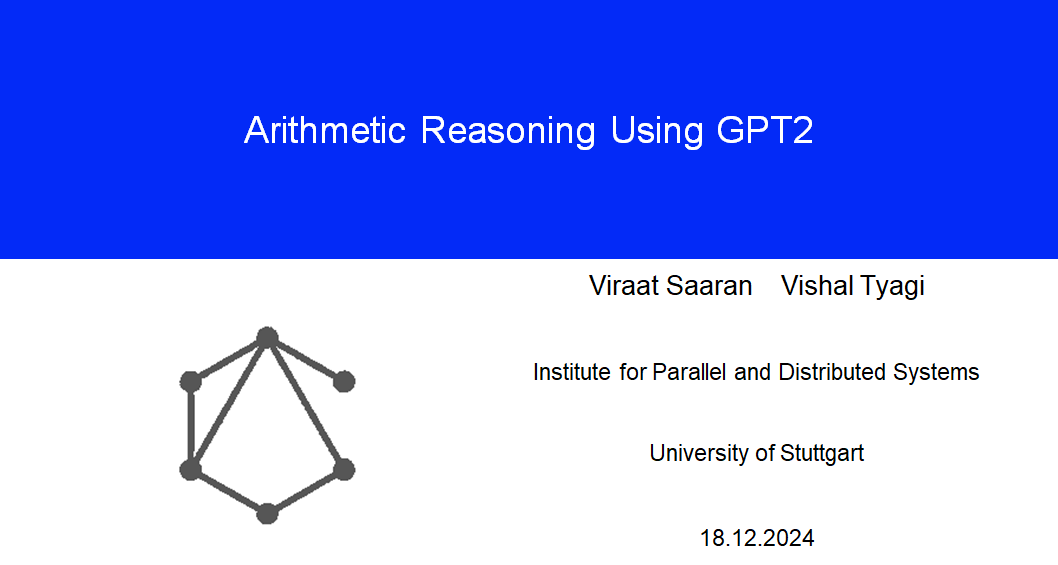 Arithmetic Reasoning Using GPT2
Viraat Saaran Vishal Tyagi
Institute for Parallel and Distributed Systems
University of Stuttgart
18.12.2024